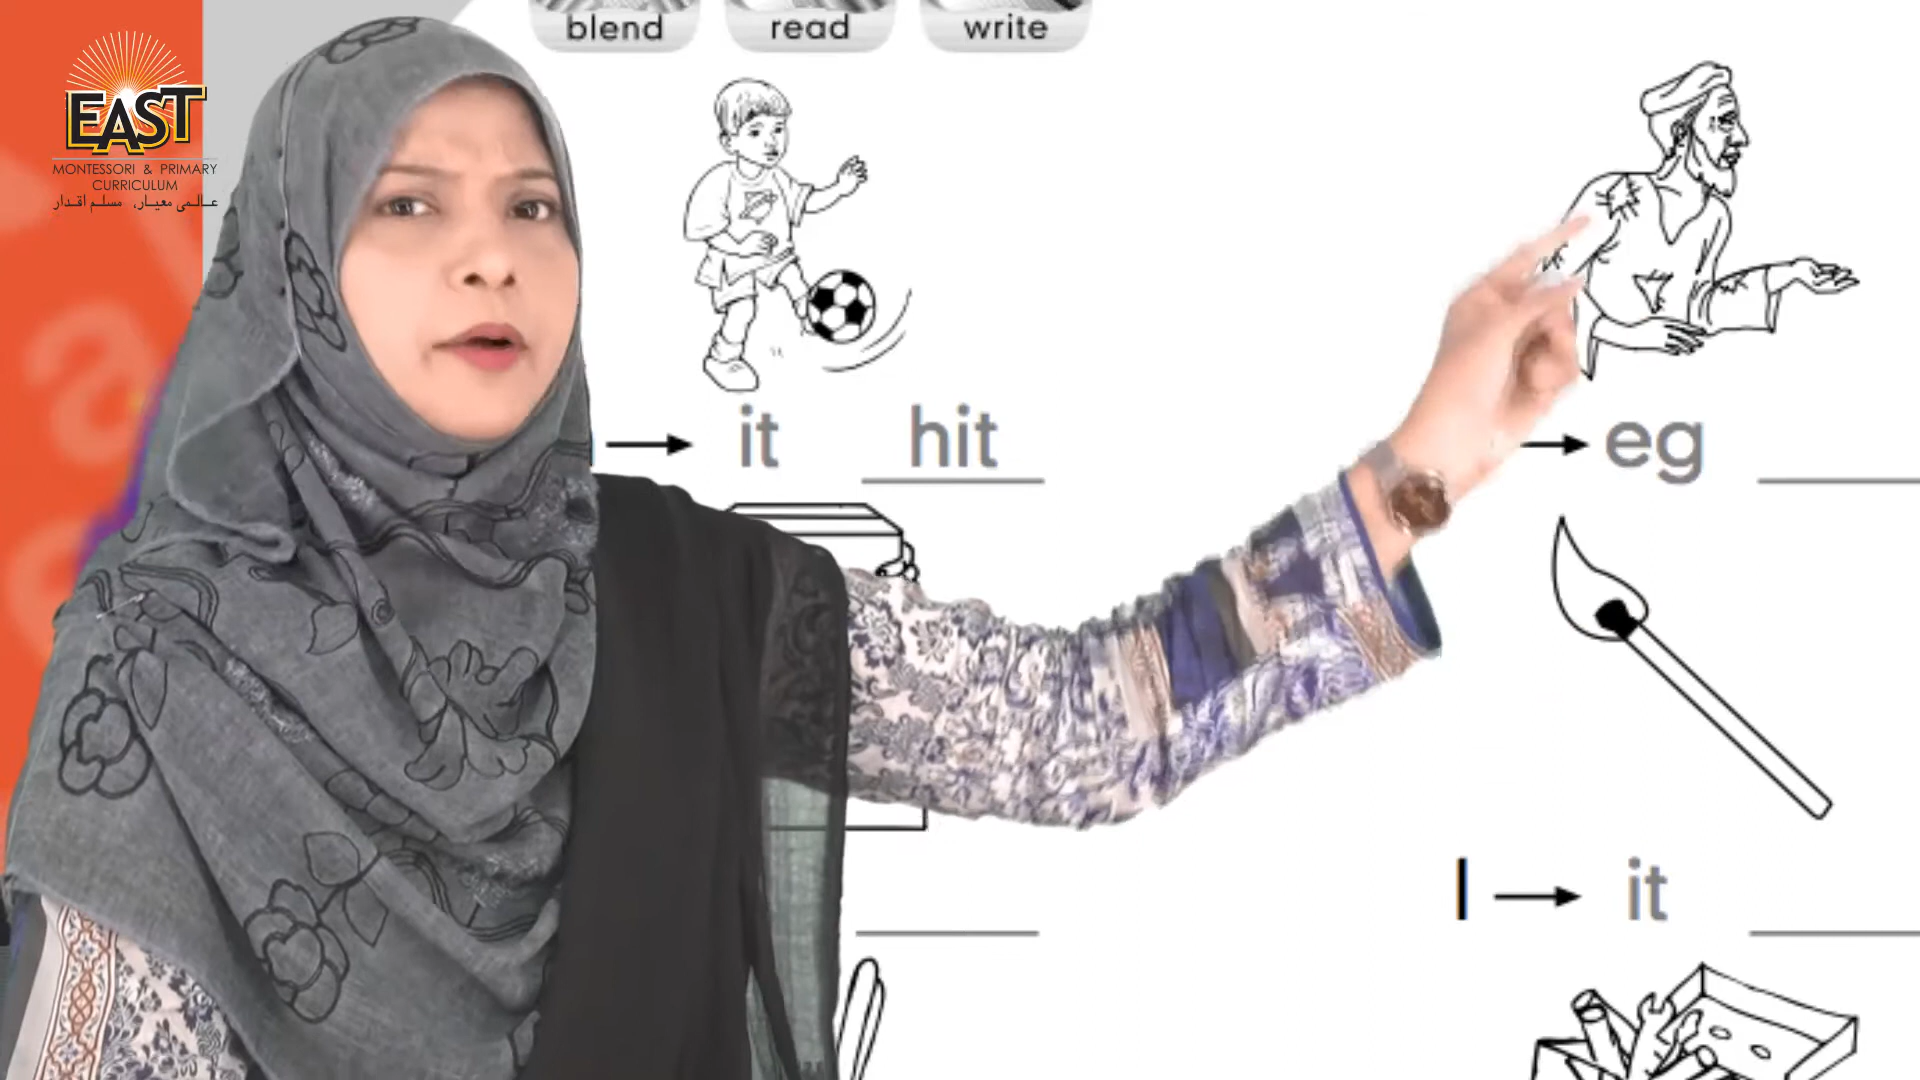 blend read write
EAST
MONTESSORI & PRIMARY
CURRICULUM
عالمی معیار، مسلم اقدار
it hit
eg
l it